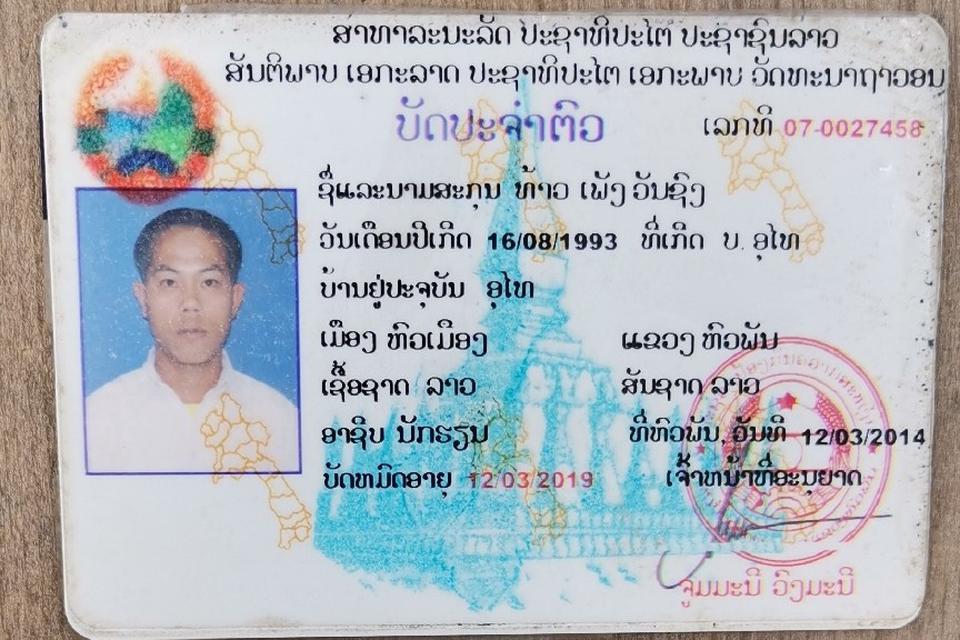 ສາທາລະນະລັດ ປະຊາທິປະໄຕ ປະຊາຊົນລາວ
ສັນຕິພາບ ເອກະລາດ ປະຊາທິປະໄຕ ເອກະພາບ ວັດທະນາຖາວອນ
ບັດປະຈຳຕົວ ເລກທີ 07-0027458
ຊື່ແລະນາມສະກຸນ ທ້າວ ເພັງ ວັນຊົງ
ວັນເດືອນປີເກີດ 16/08/1993 ທີ່ເກີດ ບ. ອຸໄທ
ບ້ານຢູ່ປະຈຸບັນ ອຸໄທ
ເມືອງ ຫົວເມືອງ ແຂວງ ຫົວພັນ
ເຊື້ອຊາດ ລາວ ສັນຊາດ ລາວ
ອາຊີບ ນັກຮຽນ ທີ່ຫົວພັນ, ວັນທີ 12/03/2014
ບັດຫມົດອາຍຸ 12/03/2019 ເຈົ້າໜ້າທີ່ອະນຸຍາດ
ຈູມມະນີ ວົງມະນີ